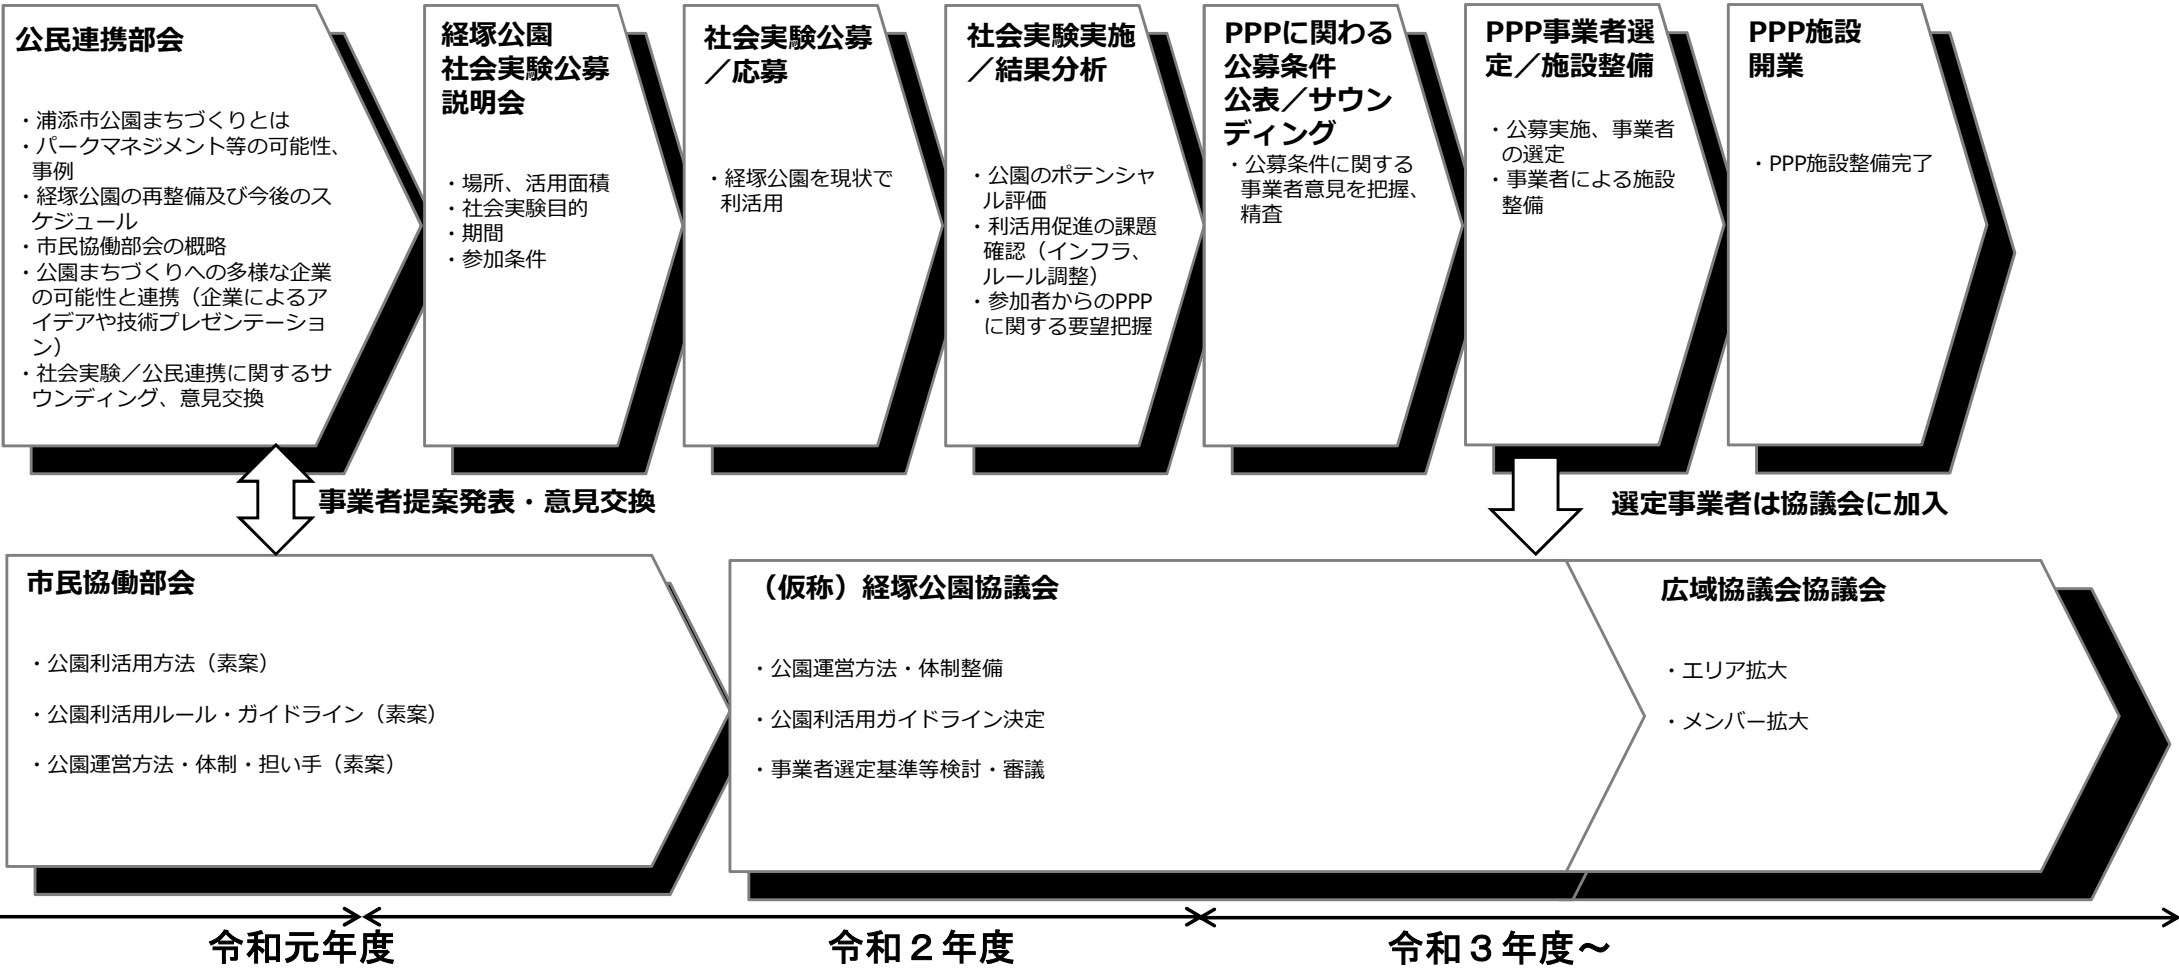 公民連携部会
・浦添市公園まちづくりとは
・パークマネジメント等の可能性、
事例
・経塚公園の再整備及び今後のス
ケジュール
・市民協働部会の概略
・公園まちづくりへの多様な企業
の可能性と連携（企業によるア
イデアや技術プレゼンテーショ
ン）
・社会実験／公民連携に関するサ
ウンディング、意見交換
経塚公園
社会実験公募
説明会
・場所、活用面積
・社会実験目的
・期間
・参加条件
社会実験公募
／応募
・経塚公園を現状で
利活用
社会実験実施
／結果分析
・公園のポテンシャ
ル評価
・利活用促進の課題
確認（インフラ、
ルール調整）
・参加者からのPPP
に関する要望把握
PPPに関わる
公募条件
公表／サウン
ディング
・公募条件に関する
事業者意見を把握、
精査
PPP事業者選
定／施設整備
・公募実施、事業者
の選定
・事業者による施設
整備
PPP施設
開業
・PPP施設整備完了
事業者提案発表・意見交換
選定事業者は協議会に加入
市民協働部会
・公園利活用方法（素案）
・公園利活用ルール・ガイドライン（素案）
・公園運営方法・体制・担い手（素案）
（仮称）経塚公園協議会
・公園運営方法・体制整備
・公園利活用ガイドライン決定
・事業者選定基準等検討・審議
広域協議会協議会
・エリア拡大
・メンバー拡大
令和元年度
令和２年度
令和３年度～